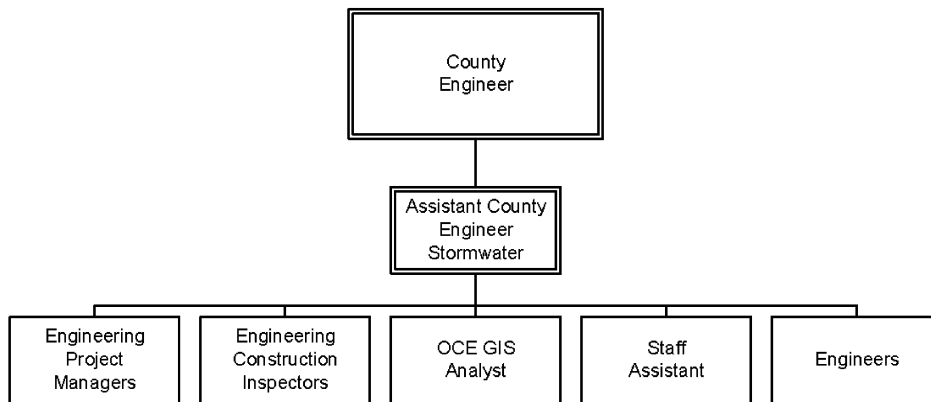 County
Engineer
Assistant County
Engineer
Stormwater
Engineering
Project
Managers
Engineering
Construction
Inspectors
OCE GIS
Analyst
Staff
Assistant
Engineers